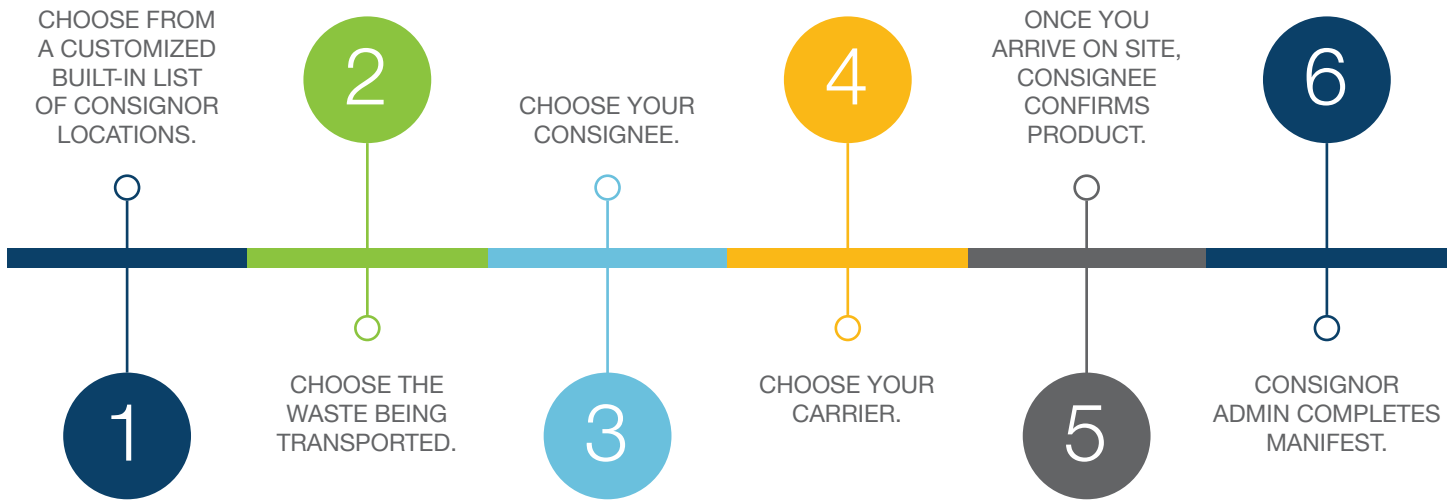 CHOOSE FROM
A CUSTOMIZED
BUILT-IN LIST
OF CONSIGNOR
LOCATIONS.
1
2
CHOOSE THE
WASTE BEING
TRANSPORTED.
CHOOSE YOUR
CONSIGNEE.
3
4
CHOOSE YOUR
CARRIER.
ONCE YOU
ARRIVE ON SITE,
CONSIGNEE
CONFIRMS
PRODUCT.
5
6
CONSIGNOR
ADMIN COMPLETES
MANIFEST.